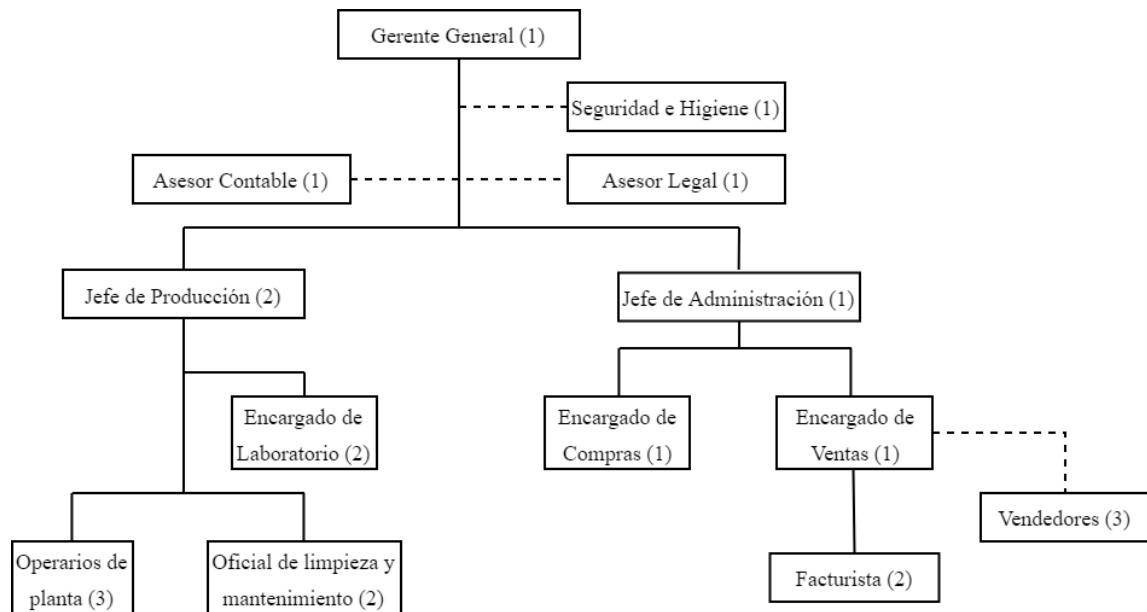 Gerente General (1)
Seguridad e Higiene (1)
Asesor Contable (1)
Asesor Legal (1)
Jefe de Producción (2)
Jefe de Administración (1)
Encargado de
Laboratorio (2)
Encargado de
Compras (1)
Encargado de
Ventas (1)
Vendedores (3)
Operarios de
planta (3)
Oficial de limpieza y
mantenimiento (2)
Facturista (2)